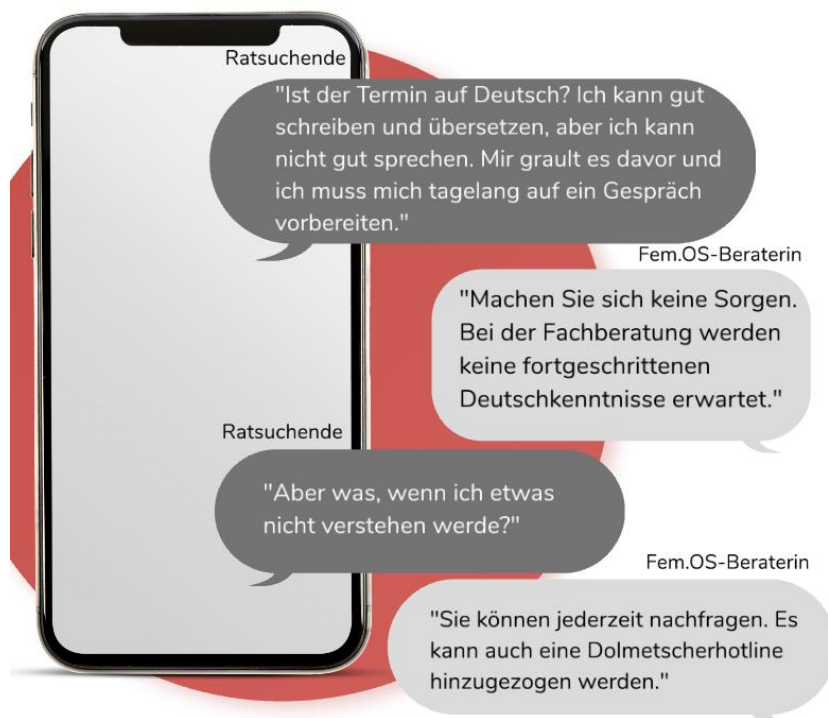 Ratsuchende
"Ist der Termin auf Deutsch? Ich kann gut
schreiben und übersetzen, aber ich kann
nicht gut sprechen. Mir grault es davor und
ich muss mich tagelang auf ein Gespräch
vorbereiten."
Fem.OS-Beraterin
"Machen Sie sich keine Sorgen.
Bei der Fachberatung werden
keine fortgeschrittenen
Deutschkenntnisse erwartet."
Ratsuchende
"Aber was, wenn ich etwas
nicht verstehen werde?"
Fem.OS-Beraterin
"Sie können jederzeit nachfragen. Es
kann auch eine Dolmetscherhotline
hinzugezogen werden."